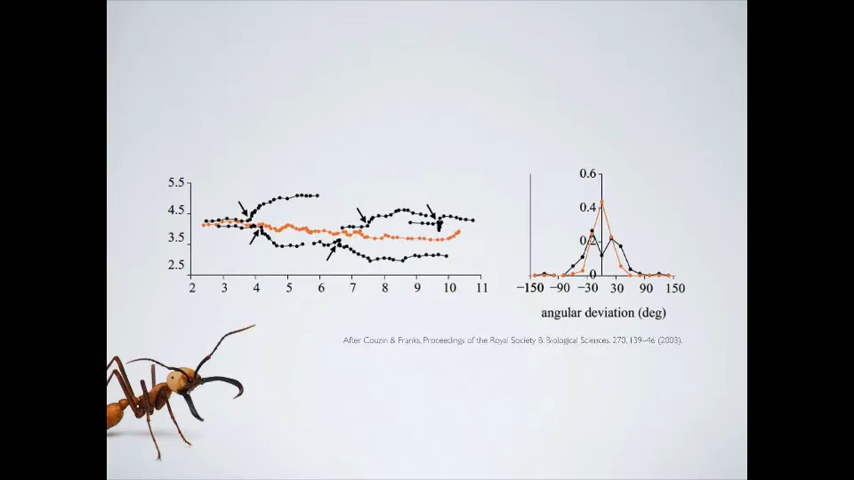 5.5
4.5
3.5
2.5
2 3 4 5 6 7 8 9 10 11
0.6
0.4
0
−150 −90 −30 30 90 150
angular deviation (deg)
After Couzin & Franks, Proceedings of the Royal Society B: Biological Sciences, 270, 139–46 (2003).